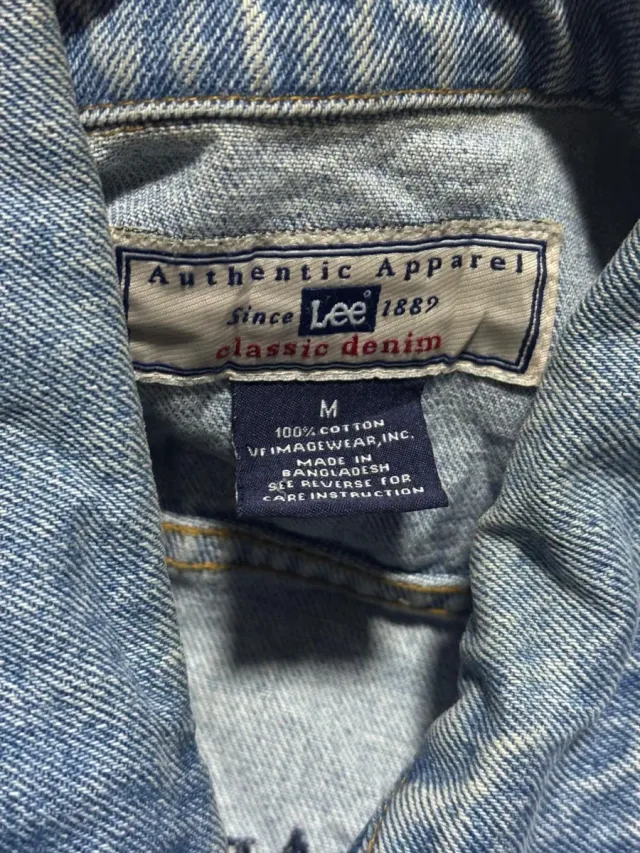 Authentic Apparel
Since Lee 1889
classic denim
M
100% COTTON
VF IMAGEWEAR, INC.
MADE IN
BANGLADESH
SEE REVERSE FOR
CARE INSTRUCTION